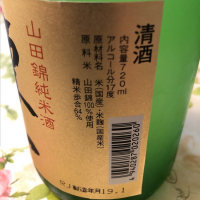 清酒
内容量720ml
アルコール分17度
原材料名 米(国産)・米麹(国産米)
原料米 山田錦100%使用
精米歩合64%
山田錦純米酒
製造年月19.1
4940287020260